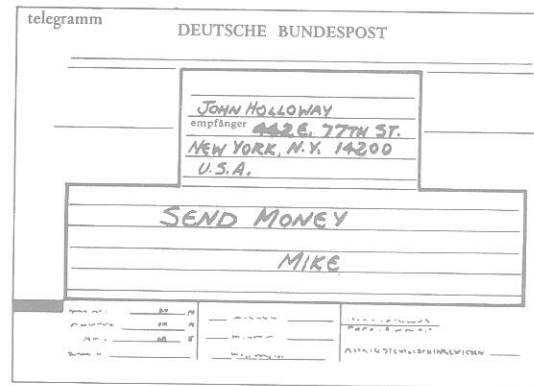 telegramm
DEUTSCHE BUNDESPOST
JOHN HOLLOWAY
empfänger 442 E. 77TH ST.
NEW YORK, N.Y. 14200
U.S.A.
SEND MONEY
MIKE